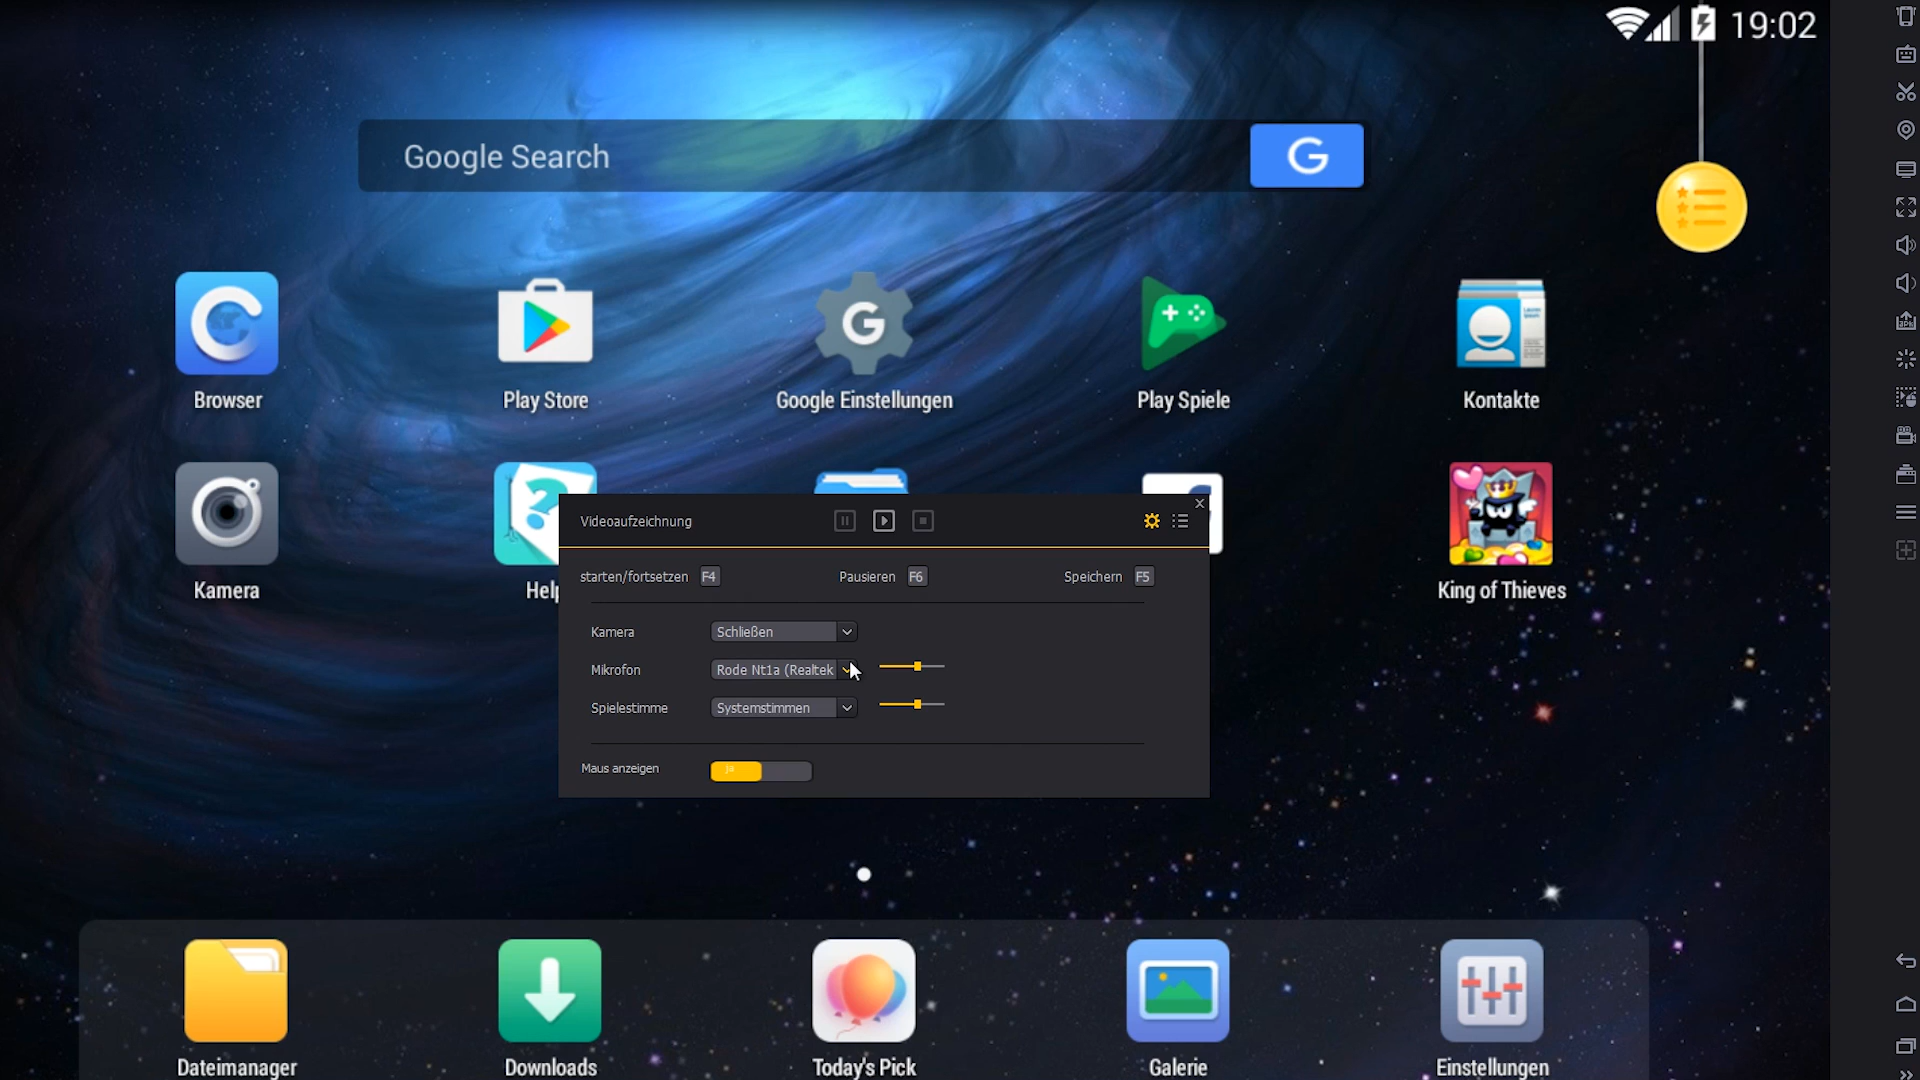 19:02
Google Search
Browser
Play Store
Google Einstellungen
Play Spiele
Kontakte
Kamera
Help
King of Thieves
Videoaufzeichnung
starten/fortsetzen F4
Pausieren F6
Speichern F5
Kamera Schließen
Mikrofon Rode Nt1a (Realtek
Spielestimme Systemstimmen
Maus anzeigen ja
Dateimanager
Downloads
Today's Pick
Galerie
Einstellungen